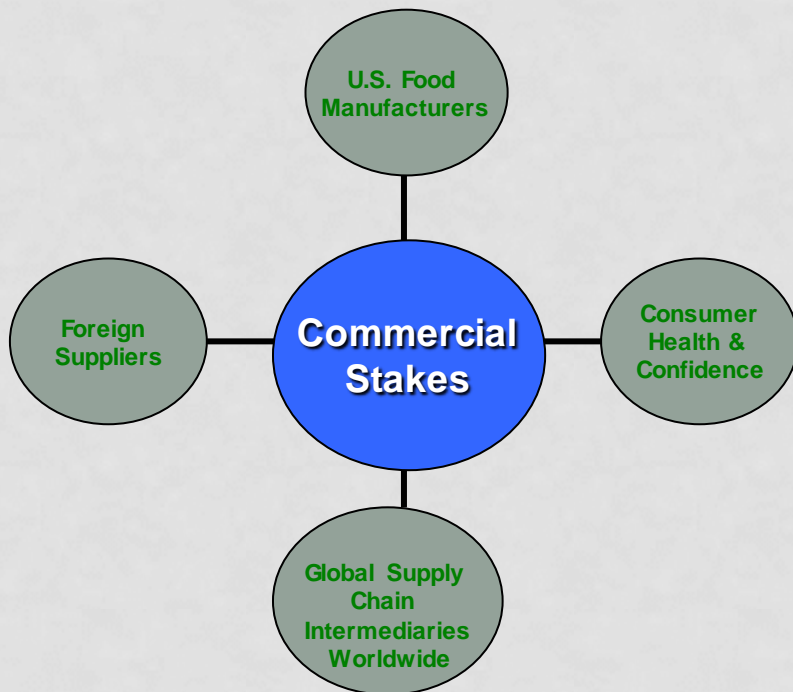 U.S. Food
Manufacturers
Foreign
Suppliers
Commercial
Stakes
Consumer
Health &
Confidence
Global Supply
Chain
Intermediaries
Worldwide